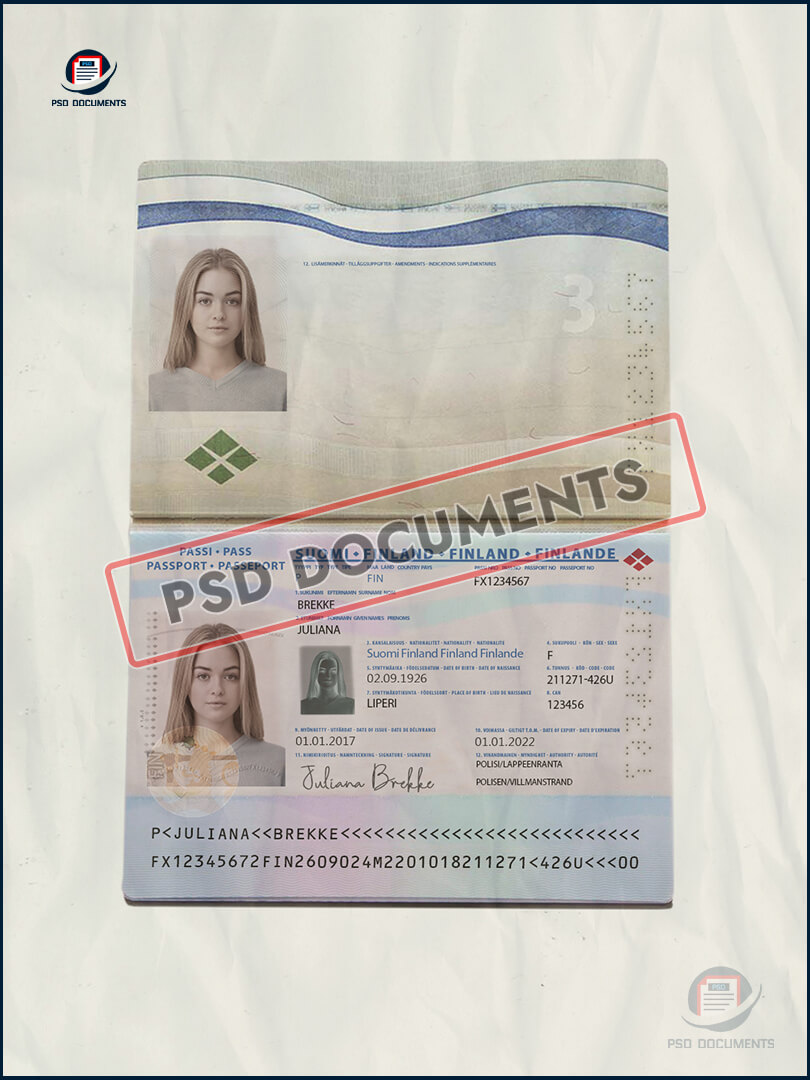 PSD
PSD DOCUMENTS
12. LISÄMERKINNÄT · TILLÄGGSUPPGIFTER · AMENDMENTS · INDICATIONS SUPPLÉMENTAIRES
3
PSD DOCUMENTS
PASSI · PASS
PASSPORT · PASSEPORT
SUOMI FINLAND FINLAND FINLANDE
P
MAA LAND COUNTRY PAYS
FIN
PASSPORT NO PASSEPORT NO
FX1234567
1. SUKUNIMI EFTERNAMN SURNAME NOM
BREKKE
GIVEN NAMES PRÉNOMS
JULIANA
3. KANSALAISUUS · NATIONALITET · NATIONALITY · NATIONALITÉ
Suomi Finland Finland Finlande
4. SUKUPUOLI · KÖN · SEX · SEXE
F
5. SYNTYMÄAIKA · FÖDELSEDATUM · DATE OF BIRTH · DATE DE NAISSANCE
02.09.1926
6. TUNNUS · KOD · CODE · CODE
211271-426U
7. SYNTYMÄKOTIKUNTA · FÖDELSEORT · PLACE OF BIRTH · LIEU DE NAISSANCE
LIPERI
8. CAN
123456
9. MYÖNNETTY · UTFÄRDAT · DATE OF ISSUE · DATE DE DÉLIVRANCE
01.01.2017
10. VOIMASSA · GILTIGT T.O.M. · DATE OF EXPIRY · DATE D'EXPIRATION
01.01.2022
11. NIMIKIRJOITUS · NAMNTECKNING · SIGNATURE · SIGNATURE
Juliana Brekke
12. VIRANOMAINEN · MYNDIGHET · AUTHORITY · AUTORITÉ
POLISI/LAPPEENRANTA
POLISEN/VILLMANSTRAND
FIN
P<JULIANA<<BREKKE<<<<<<<<<<<<<<<<<<<<<<<<<<<
FX12345672FIN2609024M2201018211271<426U<<<00
PSD
PSD DOCUMENTS